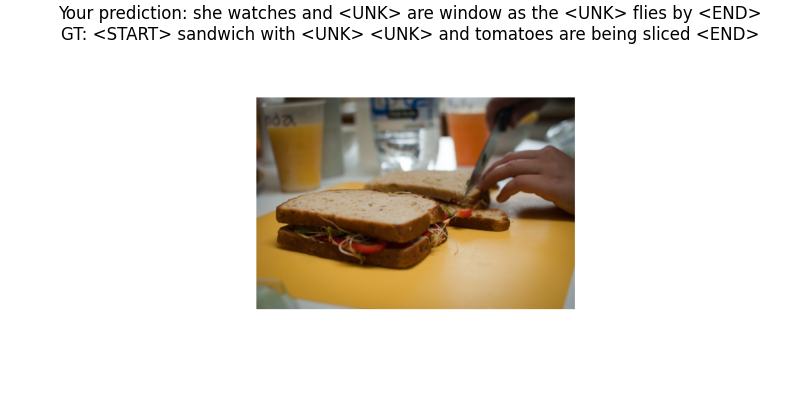 Your prediction: she watches and <UNK> are window as the <UNK> flies by <END>
GT: <START> sandwich with <UNK> <UNK> and tomatoes are being sliced <END>